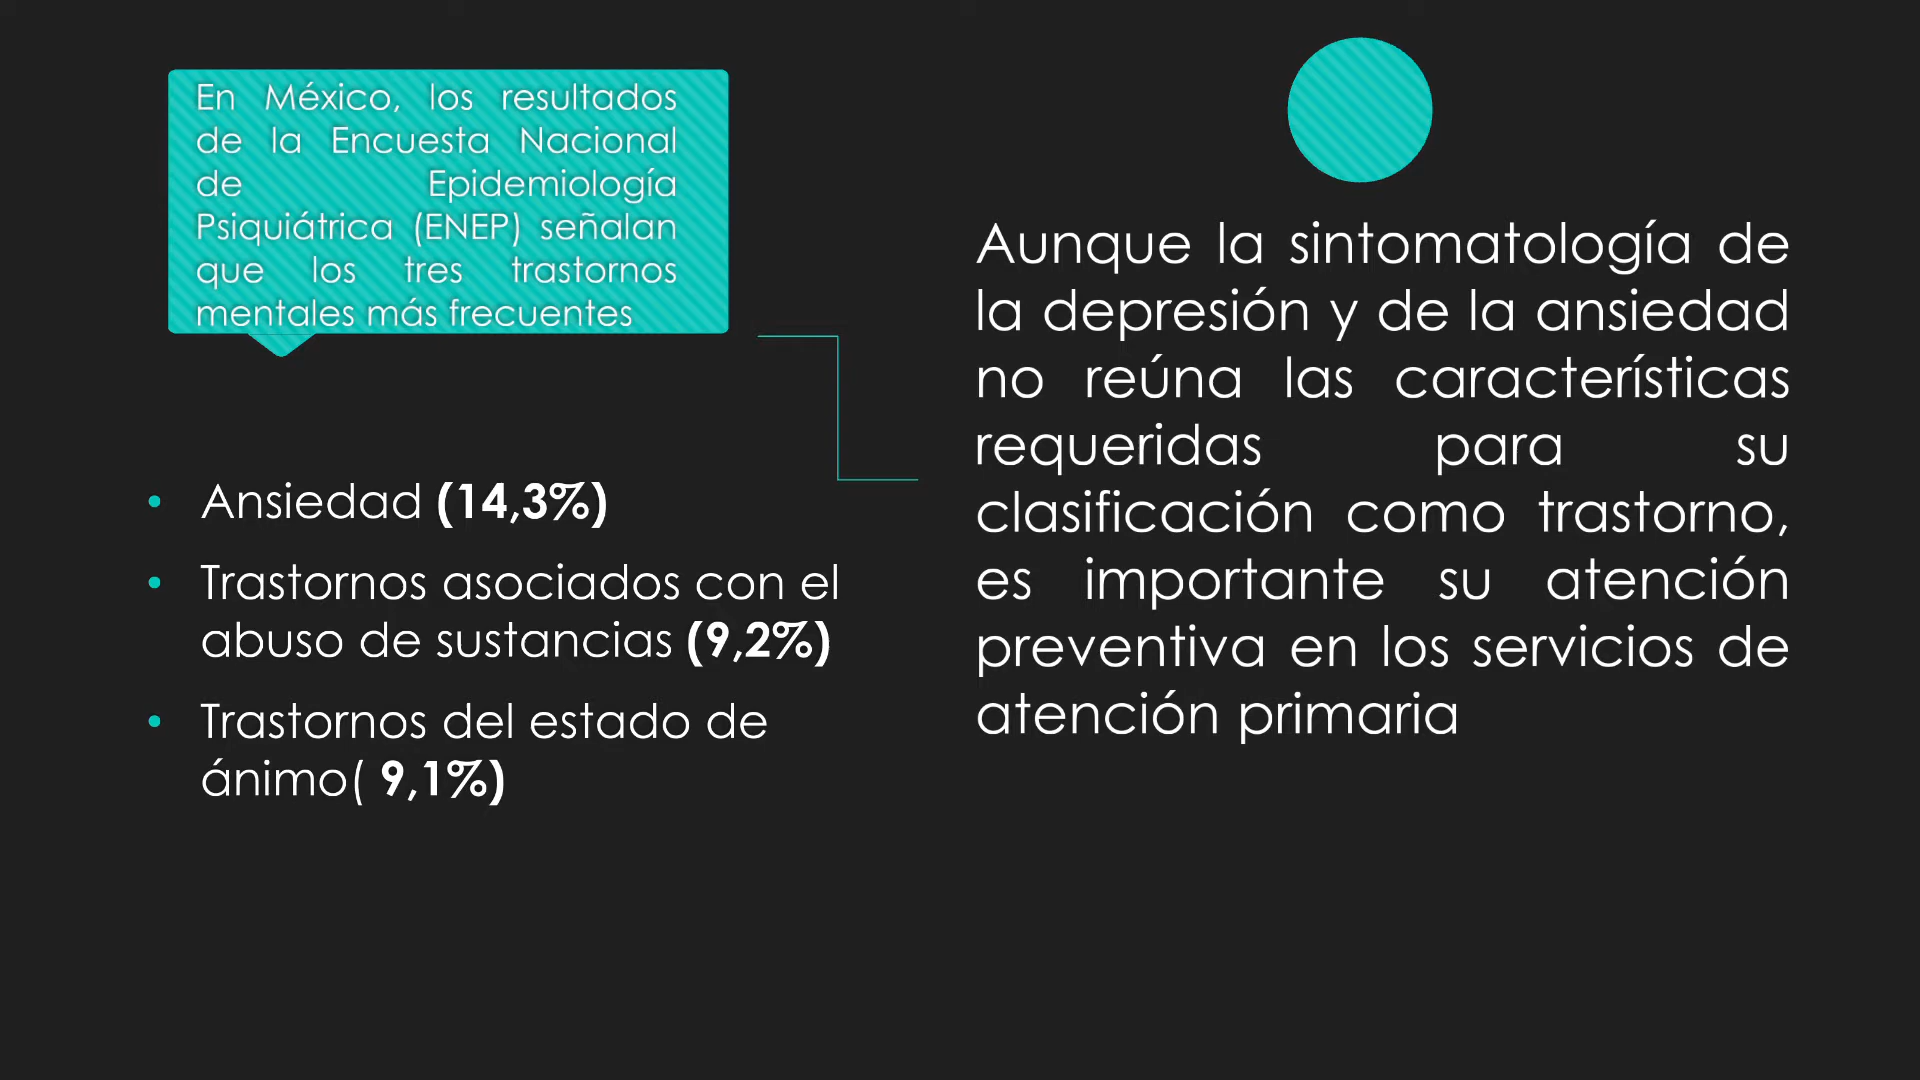 En México, los resultados
de la Encuesta Nacional
de Epidemiología
Psiquiátrica (ENEP) señalan
que los tres trastornos
mentales más frecuentes
• Ansiedad (14,3%)
• Trastornos asociados con el
abuso de sustancias (9,2%)
• Trastornos del estado de
ánimo( 9,1%)
Aunque la sintomatología de
la depresión y de la ansiedad
no reúna las características
requeridas para su
clasificación como trastorno,
es importante su atención
preventiva en los servicios de
atención primaria